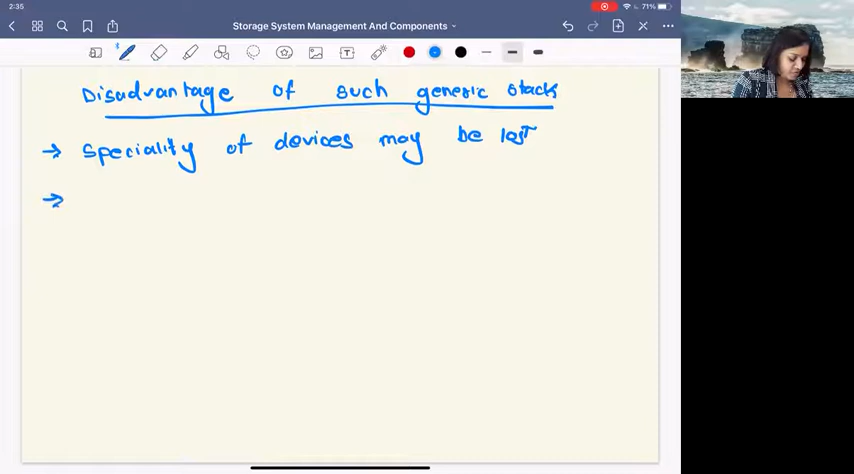 2:35
71%
Storage System Management And Components
Disadvantage of such generic stack
→ speciality of devices may be lost
→